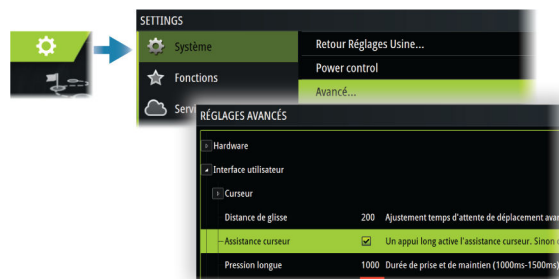 SETTINGS
Système
Retour Réglages Usine...
Fonctions
Power control
Avancé...
RÉGLAGES AVANCÉS
Hardware
Interface utilisateur
Curseur
Distance de glisse 200 Ajustement temps d'attente de déplacement
Assistance curseur Un appui long active l'assistance curseur. Sinon
Pression longue 1000 Durée de prise et de maintien (1000ms-1500ms)